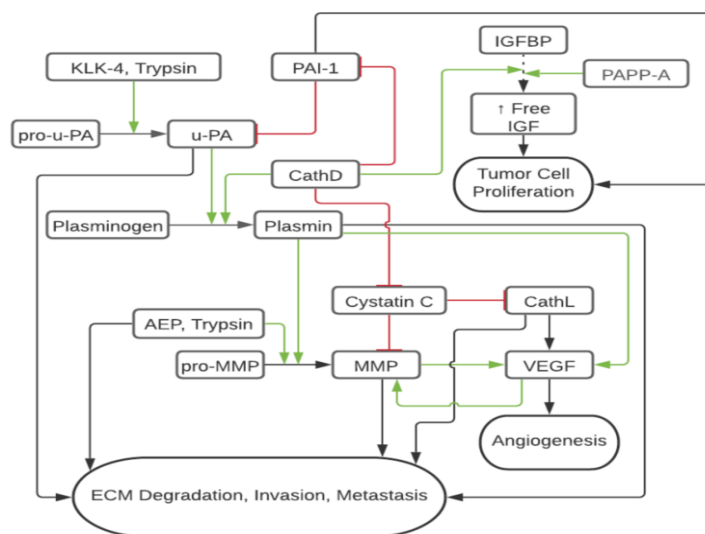 IGFBP
KLK-4, Trypsin
PAI-1
PAPP-A
↑ Free
IGF
pro-u-PA
u-PA
CathD
Tumor Cell
Proliferation
Plasminogen
Plasmin
Cystatin C
CathL
AEP, Trypsin
pro-MMP
MMP
VEGF
Angiogenesis
ECM Degradation, Invasion, Metastasis